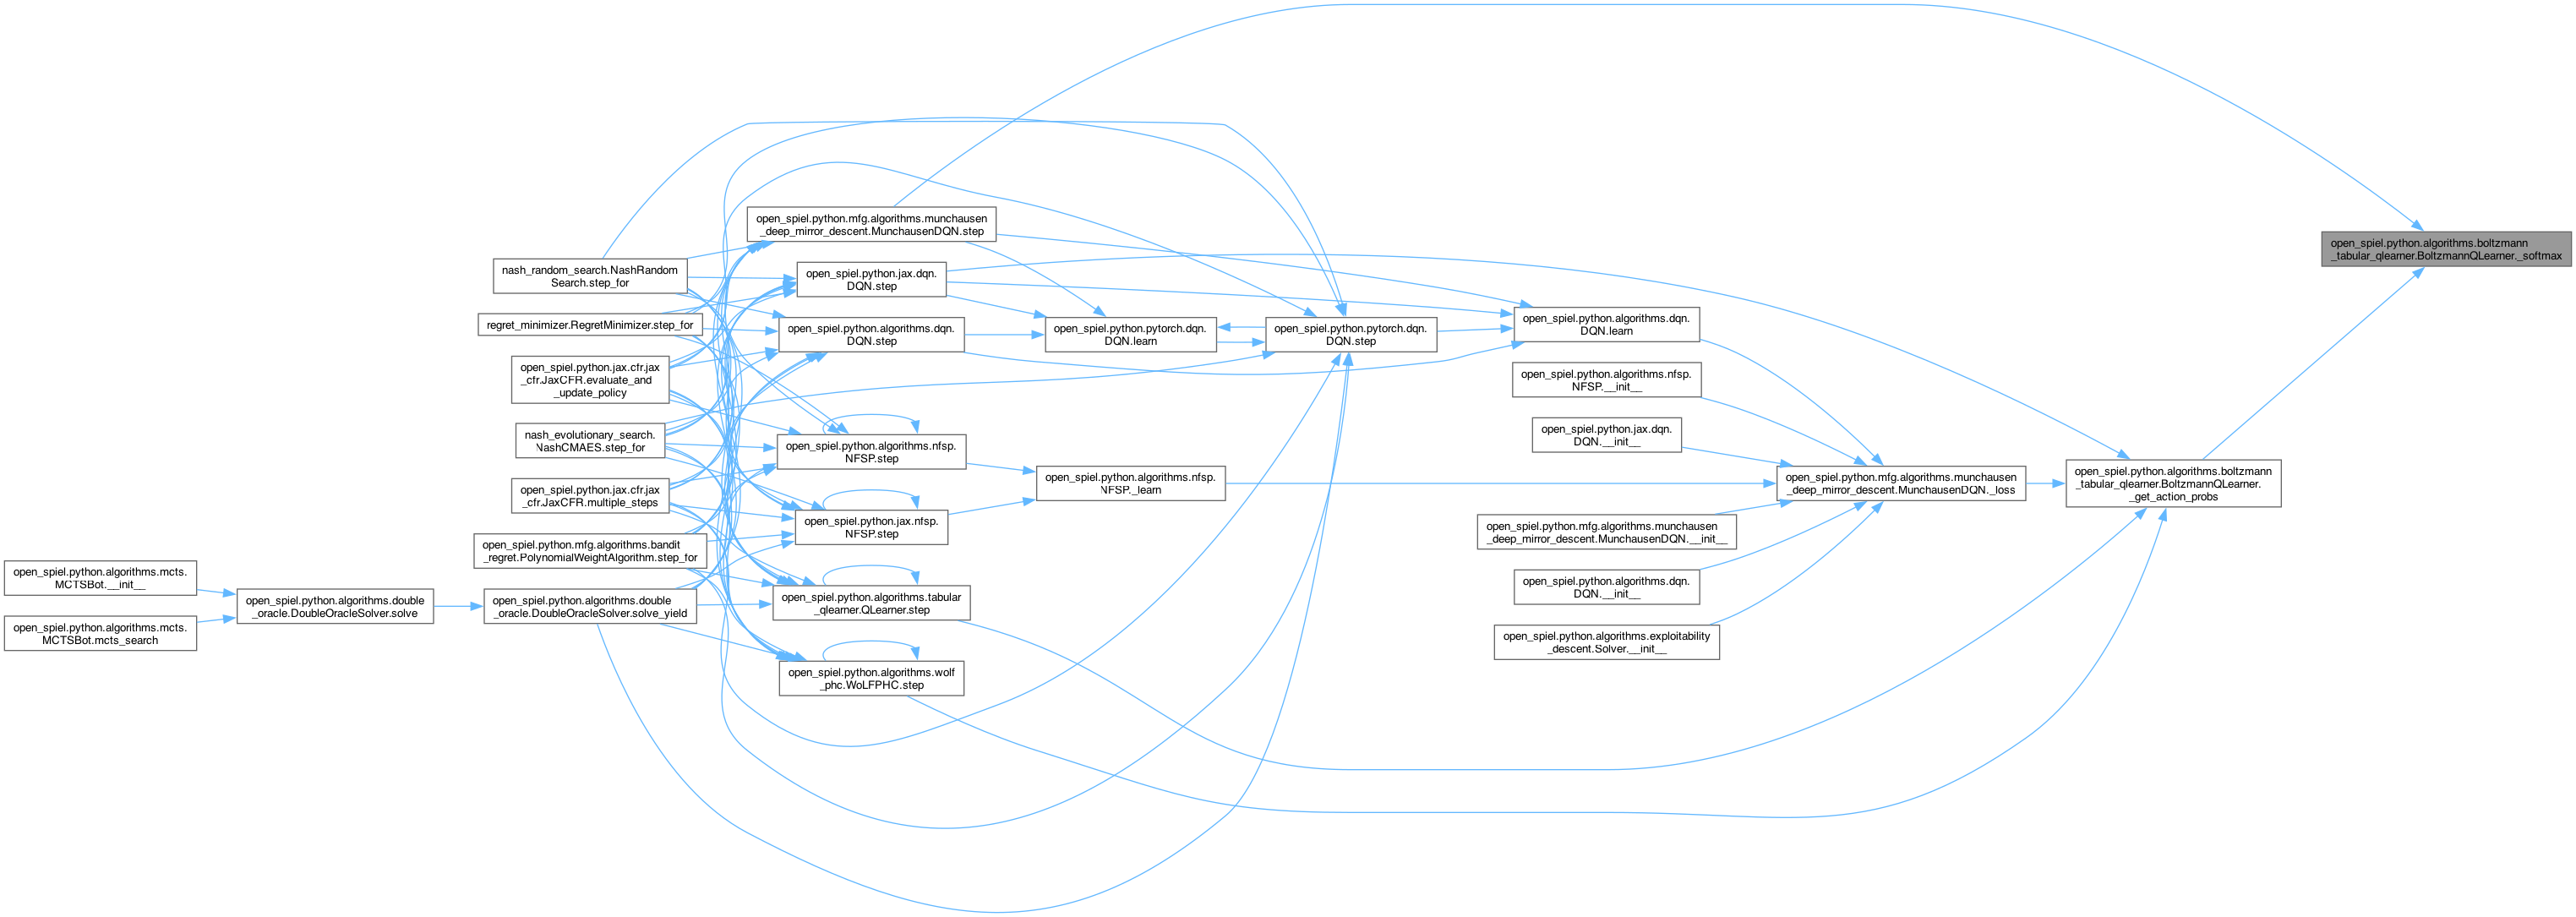 open_spiel.python.algorithms.mcts.
MCTSBot.__init__
open_spiel.python.algorithms.mcts.
MCTSBot.mcts_search
open_spiel.python.algorithms.double
_oracle.DoubleOracleSolver.solve
nash_random_search.NashRandom
Search.step_for
regret_minimizer.RegretMinimizer.step_for
open_spiel.python.jax.cfr.jax
_cfr.JaxCFR.evaluate_and
_update_policy
nash_evolutionary_search.
NashCMAES.step_for
open_spiel.python.jax.cfr.jax
_cfr.JaxCFR.multiple_steps
open_spiel.python.mfg.algorithms.bandit
_regret.PolynomialWeightAlgorithm.step_for
open_spiel.python.algorithms.double
_oracle.DoubleOracleSolver.solve_yield
open_spiel.python.mfg.algorithms.munchausen
_deep_mirror_descent.MunchausenDQN.step
open_spiel.python.jax.dqn.
DQN.step
open_spiel.python.algorithms.dqn.
DQN.step
open_spiel.python.algorithms.nfsp.
NFSP.step
open_spiel.python.jax.nfsp.
NFSP.step
open_spiel.python.algorithms.tabular
_qlearner.QLearner.step
open_spiel.python.algorithms.wolf
_phc.WoLFPHC.step
open_spiel.python.pytorch.dqn.
DQN.learn
open_spiel.python.algorithms.nfsp.
NFSP._learn
open_spiel.python.pytorch.dqn.
DQN.step
open_spiel.python.algorithms.dqn.
DQN.learn
open_spiel.python.algorithms.nfsp.
NFSP.__init__
open_spiel.python.jax.dqn.
DQN.__init__
open_spiel.python.mfg.algorithms.munchausen
_deep_mirror_descent.MunchausenDQN.__init__
open_spiel.python.algorithms.dqn.
DQN.__init__
open_spiel.python.algorithms.exploitability
_descent.Solver.__init__
open_spiel.python.mfg.algorithms.munchausen
_deep_mirror_descent.MunchausenDQN._loss
open_spiel.python.algorithms.boltzmann
_tabular_qlearner.BoltzmannQLearner.
_get_action_probs
open_spiel.python.algorithms.boltzmann
_tabular_qlearner.BoltzmannQLearner._softmax